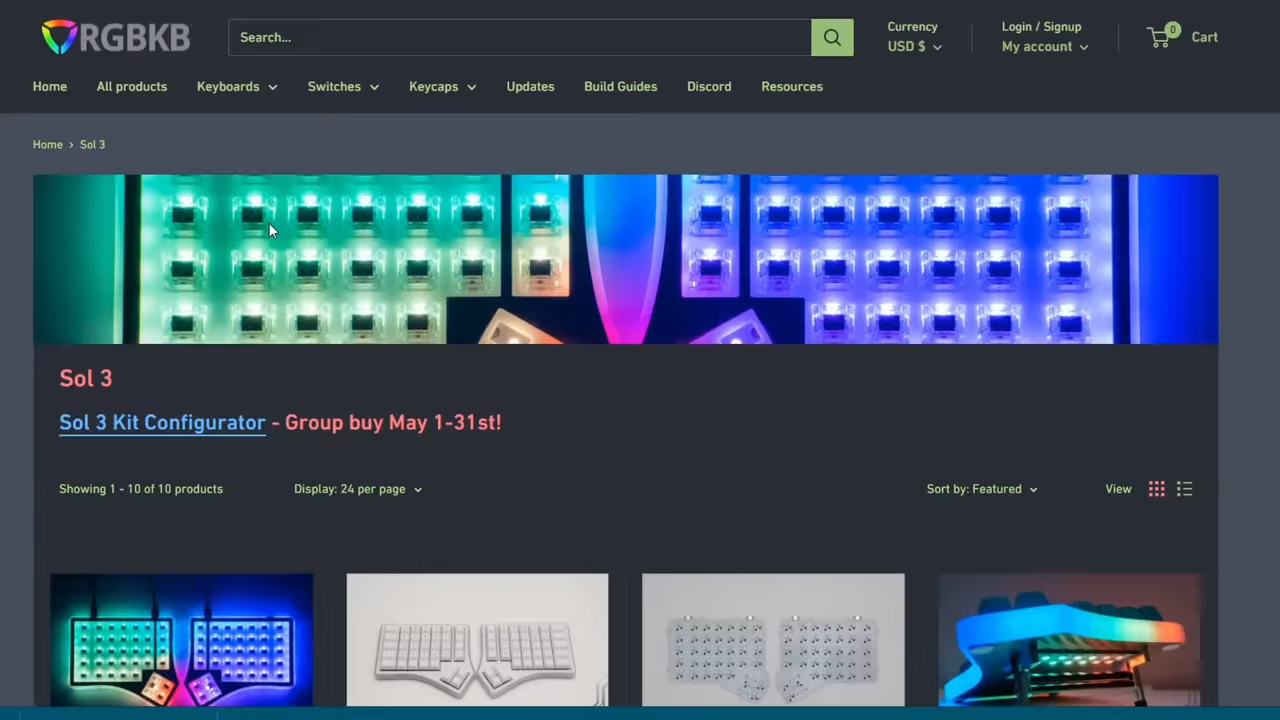 RGBKB
Search...
Currency
USD $
Login / Signup
My account
0
Cart
Home
All products
Keyboards
Switches
Keycaps
Updates
Build Guides
Discord
Resources
Home > Sol 3
Sol 3
Sol 3 Kit Configurator - Group buy May 1-31st!
Showing 1 - 10 of 10 products
Display: 24 per page
Sort by: Featured
View